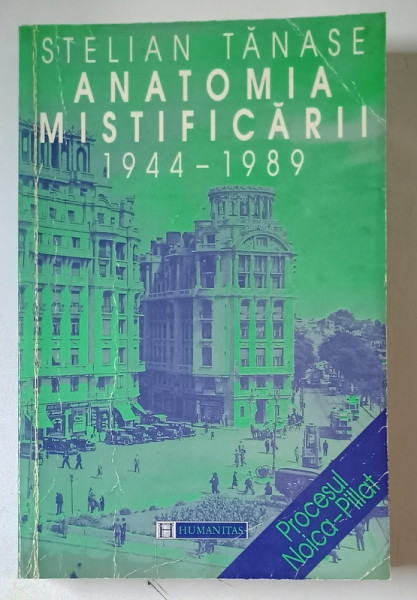 STELIAN TĂNASE
ANATOMIA
MISTIFICĂRII
1944 – 1989
Procesul
Noica-Pillat
H HUMANITAS